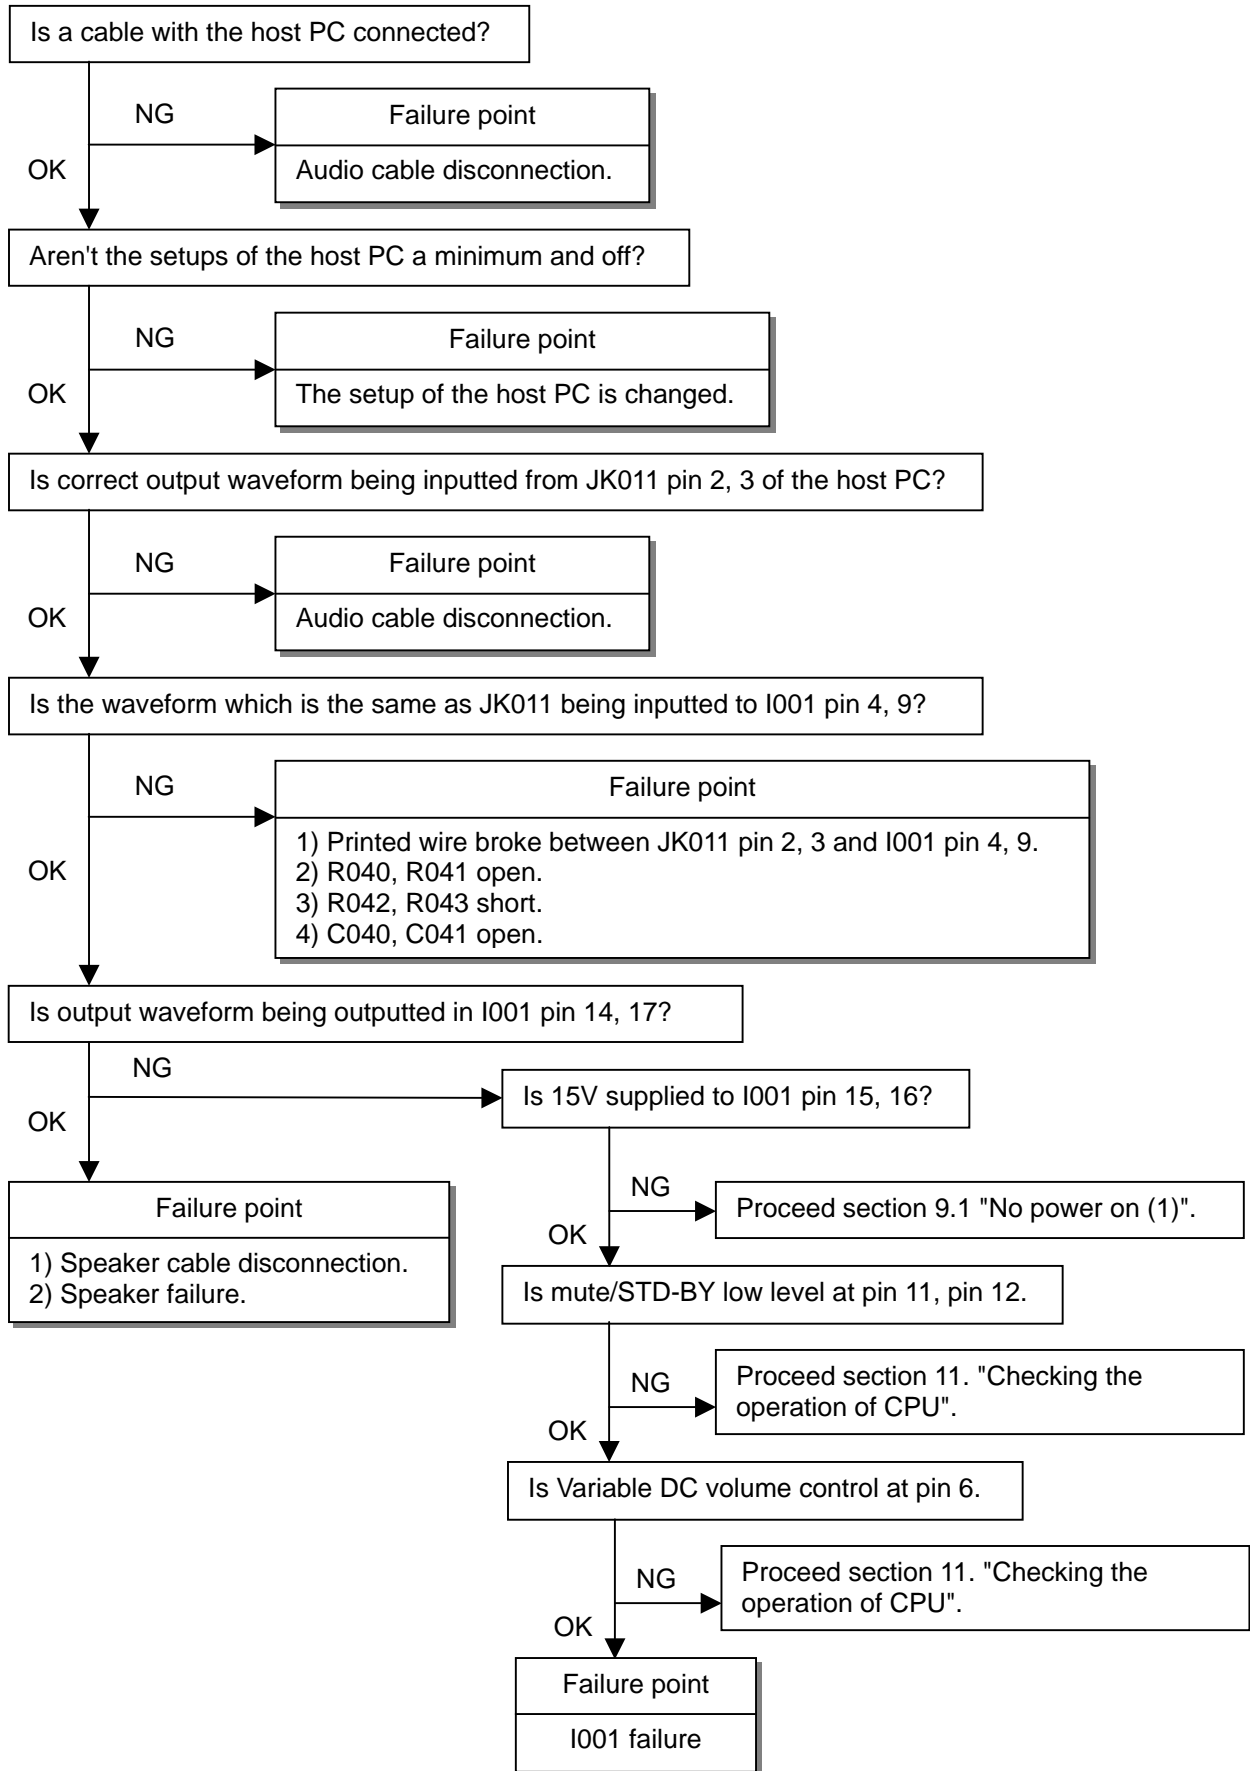 Is a cable with the host PC connected?
NG
Failure point
OK
Audio cable disconnection.
Aren't the setups of the host PC a minimum and off?
NG
Failure point
OK
The setup of the host PC is changed.
Is correct output waveform being inputted from JK011 pin 2, 3 of the host PC?
NG
Failure point
OK
Audio cable disconnection.
Is the waveform which is the same as JK011 being inputted to I001 pin 4, 9?
NG
Failure point
1) Printed wire broke between JK011 pin 2, 3 and I001 pin 4, 9.
OK
2) R040, R041 open.
3) R042, R043 short.
4) C040, C041 open.
Is output waveform being outputted in I001 pin 14, 17?
NG
Is 15V supplied to I001 pin 15, 16?
OK
Failure point
1) Speaker cable disconnection.
2) Speaker failure.
NG
Proceed section 9.1 "No power on (1)".
OK
Is mute/STD-BY low level at pin 11, pin 12.
NG
Proceed section 11. "Checking the
operation of CPU".
OK
Is Variable DC volume control at pin 6.
NG
Proceed section 11. "Checking the
operation of CPU".
OK
Failure point
I001 failure